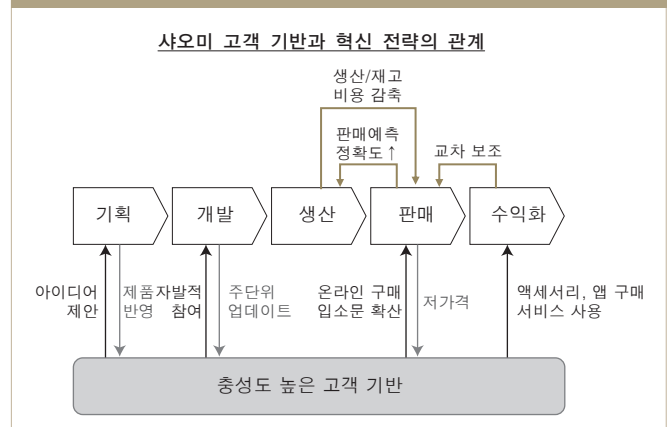 샤오미 고객 기반과 혁신 전략의 관계
생산/재고
비용 감축
판매예측
정확도↑
교차 보조
기획
개발
생산
판매
수익화
아이디어
제안
제품
반영
자발적
참여
주단위
업데이트
온라인 구매
입소문 확산
저가격
액세서리, 앱 구매
서비스 사용
충성도 높은 고객 기반